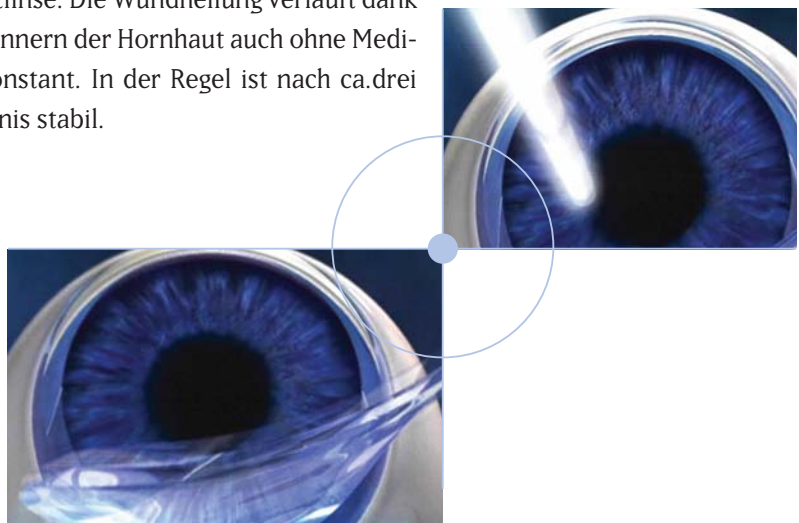 Die Wundheilung verläuft dank
nnern der Hornhaut auch ohne Medi-
onstant. In der Regel ist nach ca.drei
nis stabil.